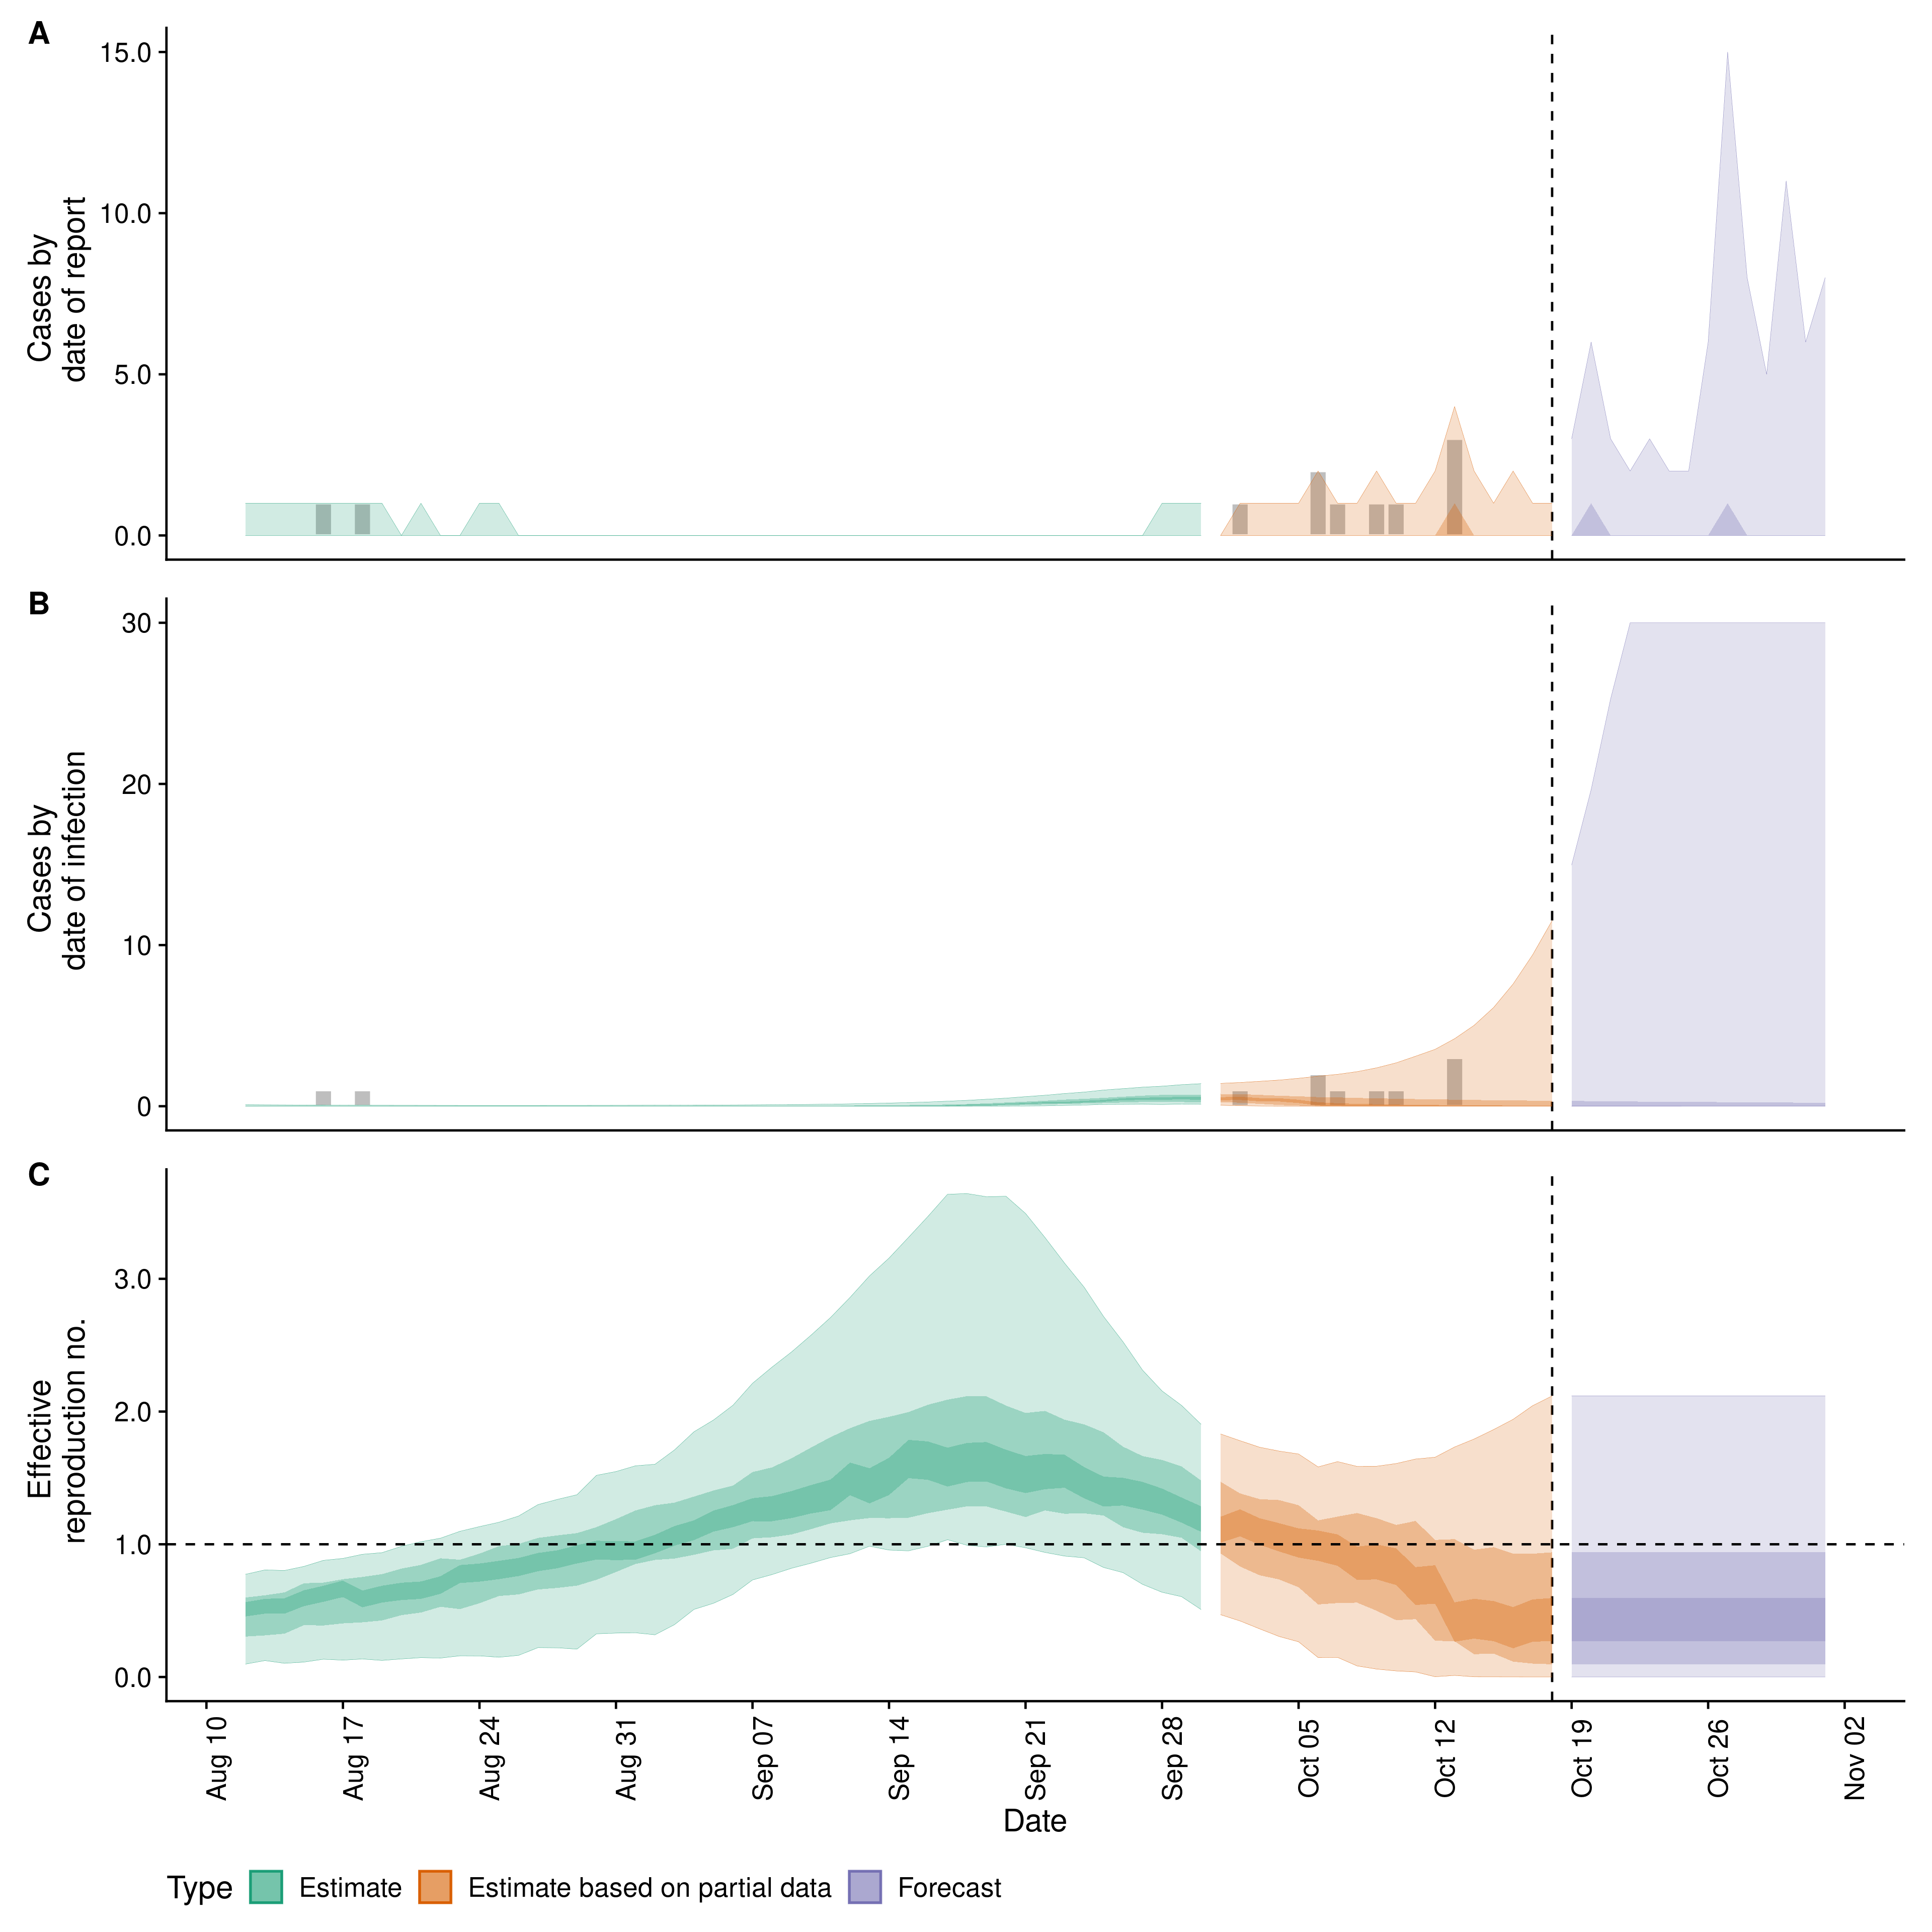 A
15.0
10.0
5.0
0.0
Cases by
date of report
B
30
20
10
0
Cases by
date of infection
C
3.0
2.0
1.0
0.0
Effective
reproduction no.
Aug 10
Aug 17
Aug 24
Aug 31
Sep 07
Sep 14
Sep 21
Sep 28
Oct 05
Oct 12
Oct 19
Oct 26
Nov 02
Date
Type Estimate Estimate based on partial data Forecast